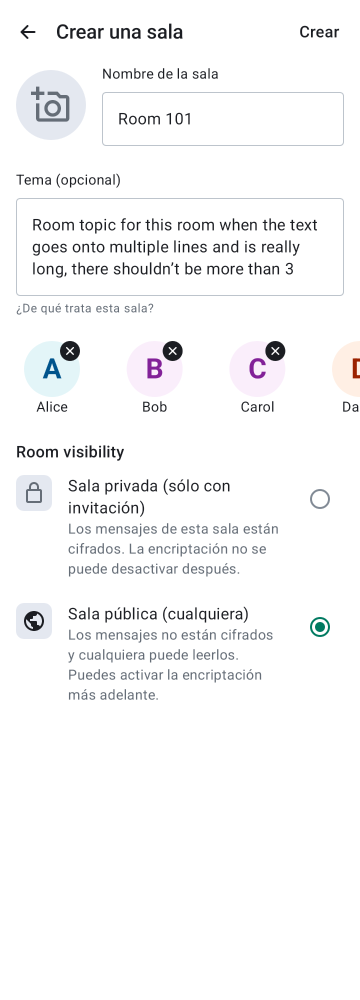 Crear una sala
Crear
Nombre de la sala
Room 101
Tema (opcional)
Room topic for this room when the text
goes onto multiple lines and is really
long, there shouldn't be more than 3
¿De qué trata esta sala?
A
B
C
Alice
Bob
Carol
Da
Room visibility
Sala privada (sólo con
invitación)
Los mensajes de esta sala están
cifrados. La encriptación no se
puede desactivar después.
Sala pública (cualquiera)
Los mensajes no están cifrados
y cualquiera puede leerlos.
Puedes activar la encriptación
más adelante.